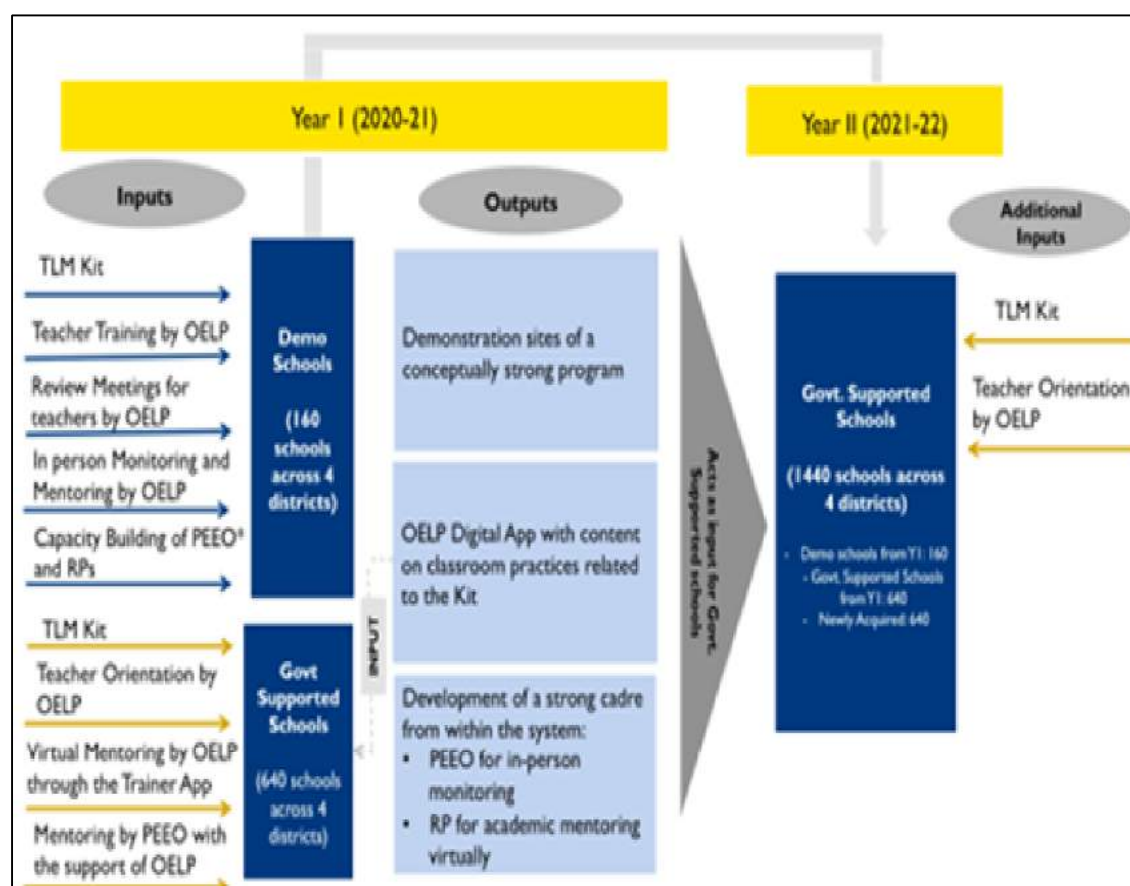 Year I (2020-21)
Year II (2021-22)
Inputs
Outputs
Additional
Inputs
TLM Kit
Teacher Training by OELP
Review Meetings for
teachers by OELP
In person Monitoring and
Mentoring by OELP
Capacity Building of PEEO*
and RPs
Demo
Schools
(160
schools
across 4
districts)
TLM Kit
Teacher Orientation by
OELP
Virtual Mentoring by OELP
through the Trainer App
Mentoring by PEEO with
the support of OELP
Govt
Supported
Schools
(640 schools
across 4
districts)
INPUT
Demonstration sites of a
conceptually strong program
OELP Digital App with content
on classroom practices related
to the Kit
Development of a strong cadre
from within the system:
• PEEO for in-person
monitoring
• RP for academic mentoring
virtually
Acts as input for Govt.
Supported schools
Govt. Supported
Schools
(1440 schools across
4 districts)
- Demo schools from Y1: 160
- Govt. Supported Schools
from Y1: 640
- Newly Acquired: 640
TLM Kit
Teacher Orientation
by OELP